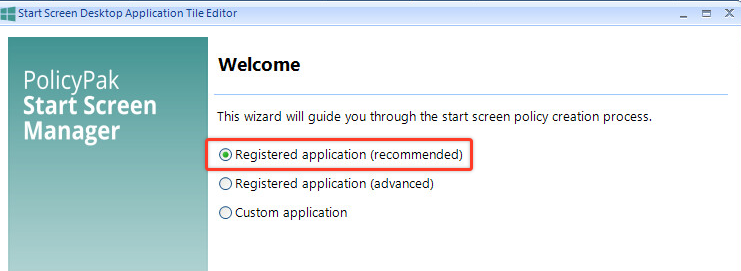 Start Screen Desktop Application Tile Editor
PolicyPak
Start Screen
Manager
Welcome
This wizard will guide you through the start screen policy creation process.
Registered application (recommended)
Registered application (advanced)
Custom application